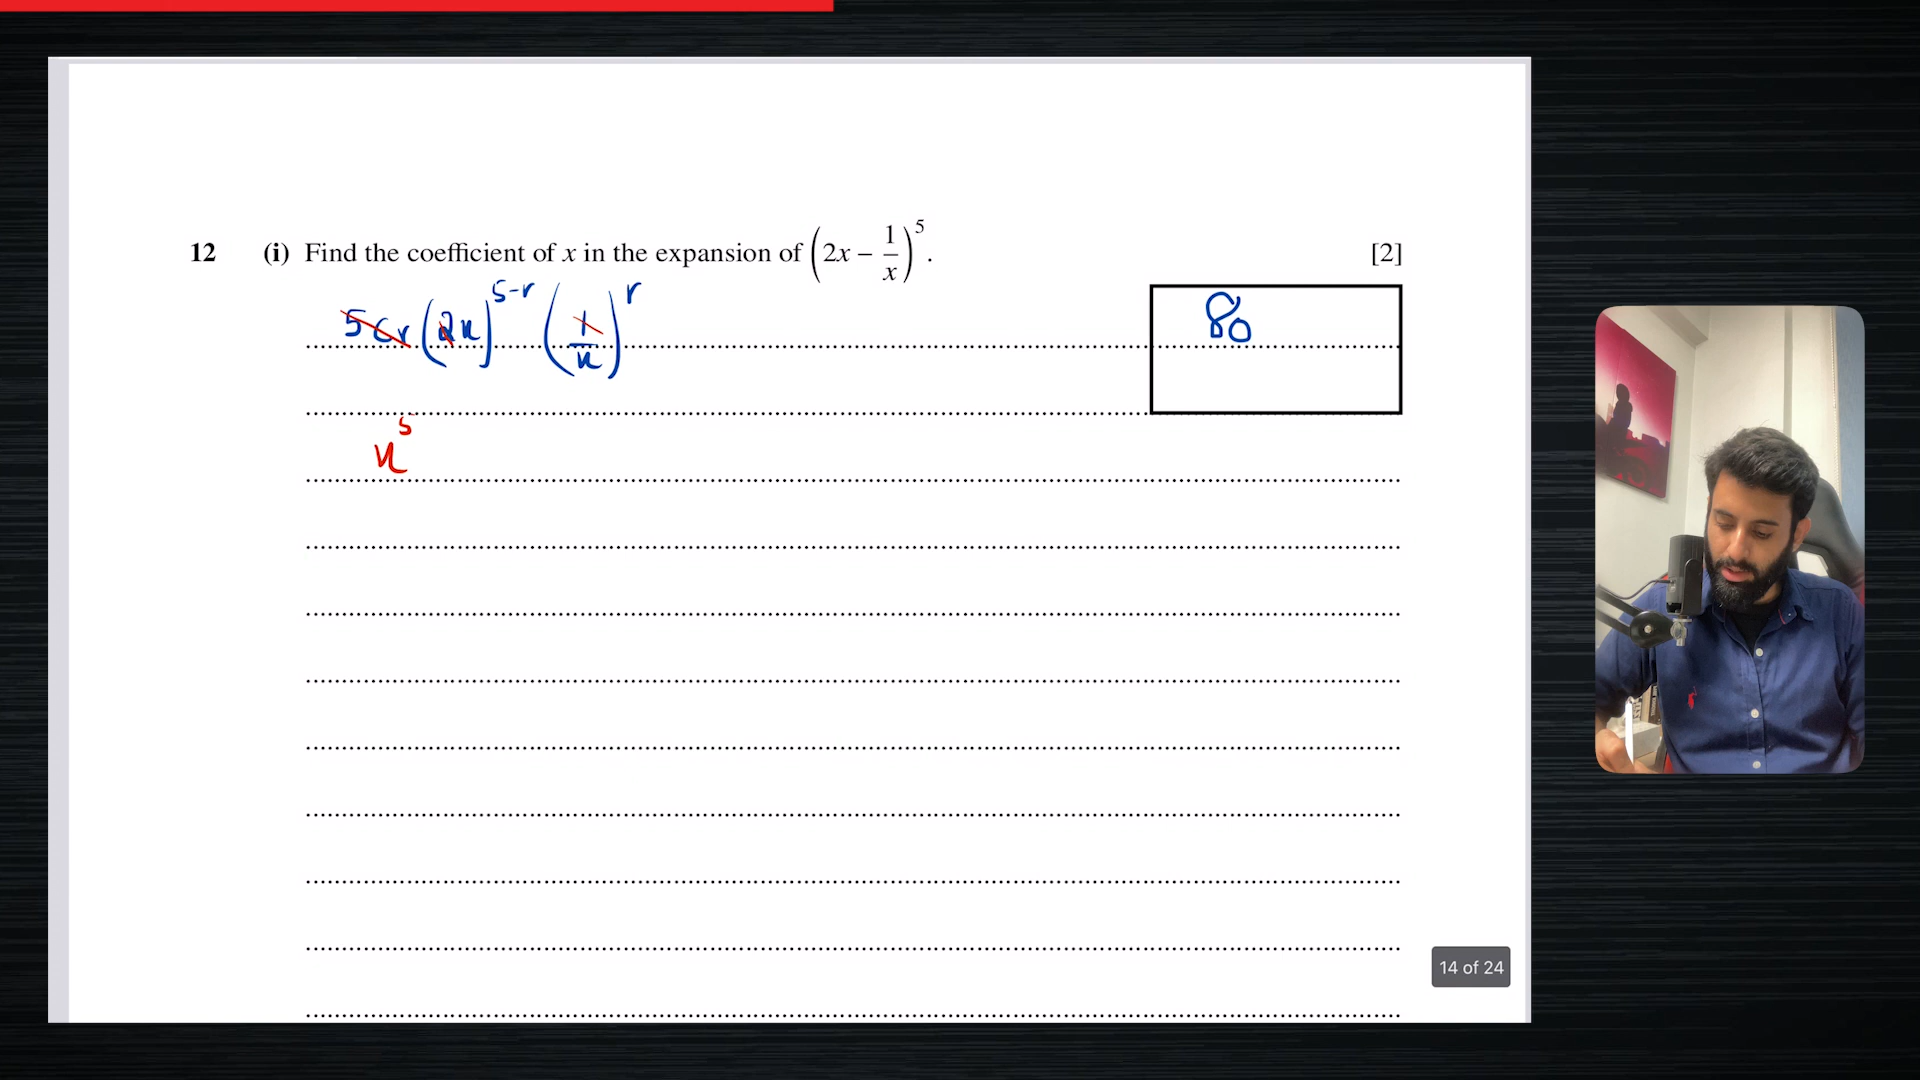 12 (i) Find the coefficient of x in the expansion of (2x − 1/x)^5. [2]
5Cr (2x)^{5-r} (1/x)^r
80
x^5
14 of 24